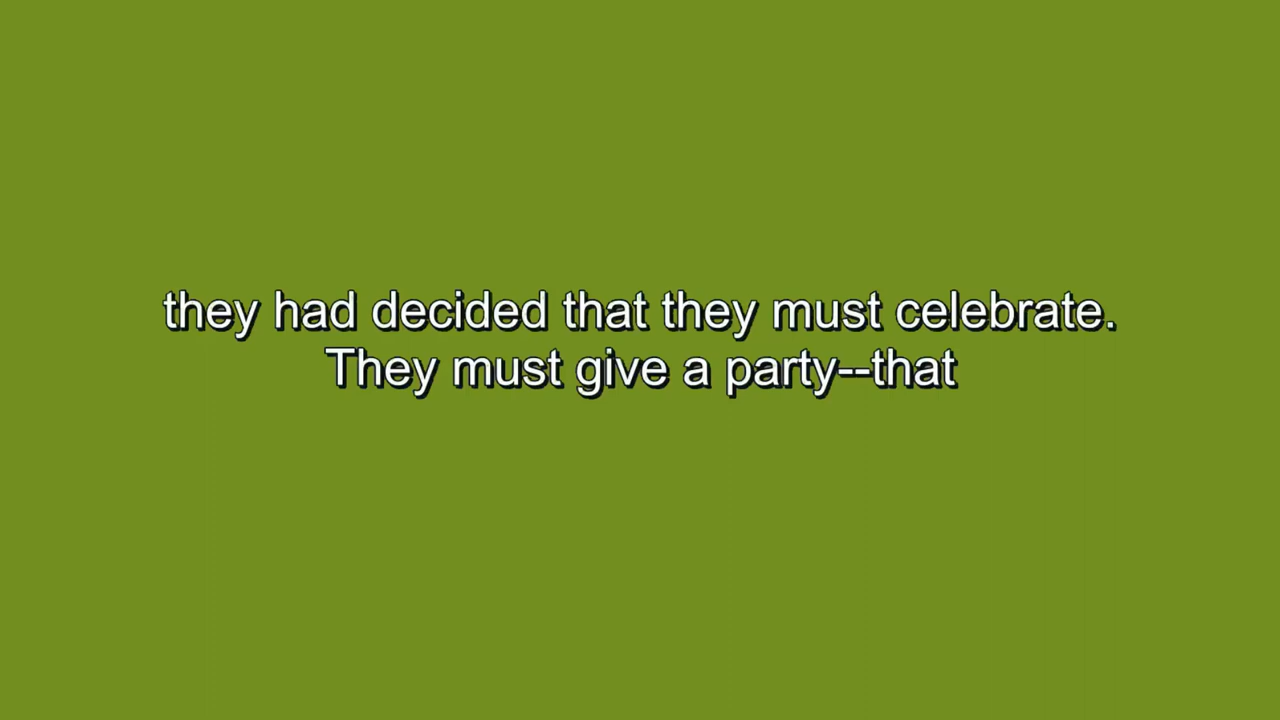 they had decided that they must celebrate.
They must give a party--that